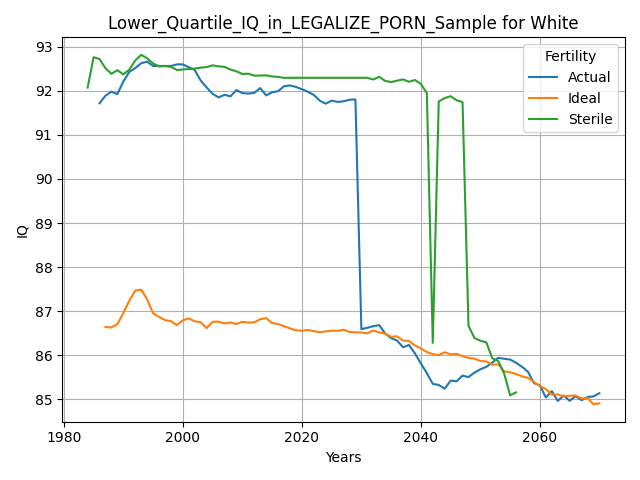 Lower_Quartile_IQ_in_LEGALIZE_PORN_Sample for White
Fertility
Actual
Ideal
Sterile
IQ
93
92
91
90
89
88
87
86
85
1980
2000
2020
2040
2060
Years